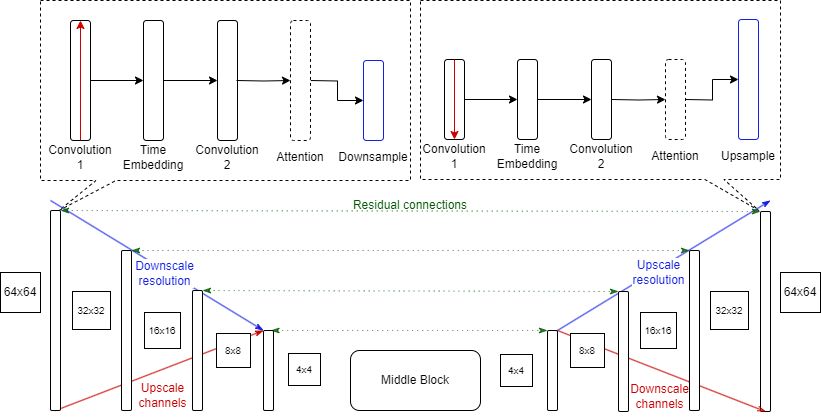 Convolution
1
Time
Embedding
Convolution
2
Attention
Downsample
Convolution
1
Time
Embedding
Convolution
2
Attention
Upsample
Residual connections
Downscale
resolution
Upscale
resolution
64x64
32x32
16x16
8x8
4x4
Middle Block
4x4
8x8
16x16
32x32
64x64
Upscale
channels
Downscale
channels